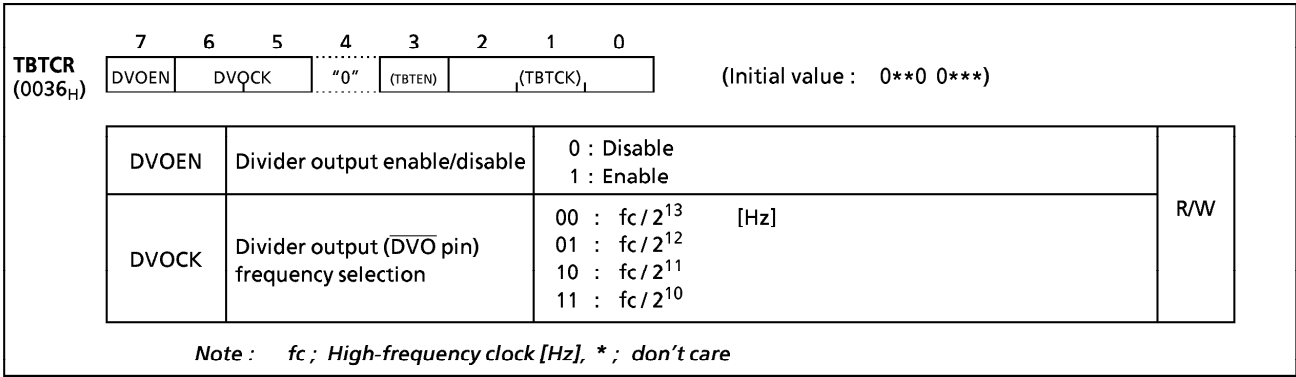 7 6 5 4 3 2 1 0
TBTCR (0036H) DVOEN DVOCK "0" (TBTEN) (TBTCK) (Initial value : 0**0 0***)
DVOEN Divider output enable/disable 0 : Disable
1 : Enable
R/W
DVOCK Divider output (DVO pin) frequency selection
00 : fc / 2^13 [Hz]
01 : fc / 2^12
10 : fc / 2^11
11 : fc / 2^10
Note : fc ; High-frequency clock [Hz], * ; don't care